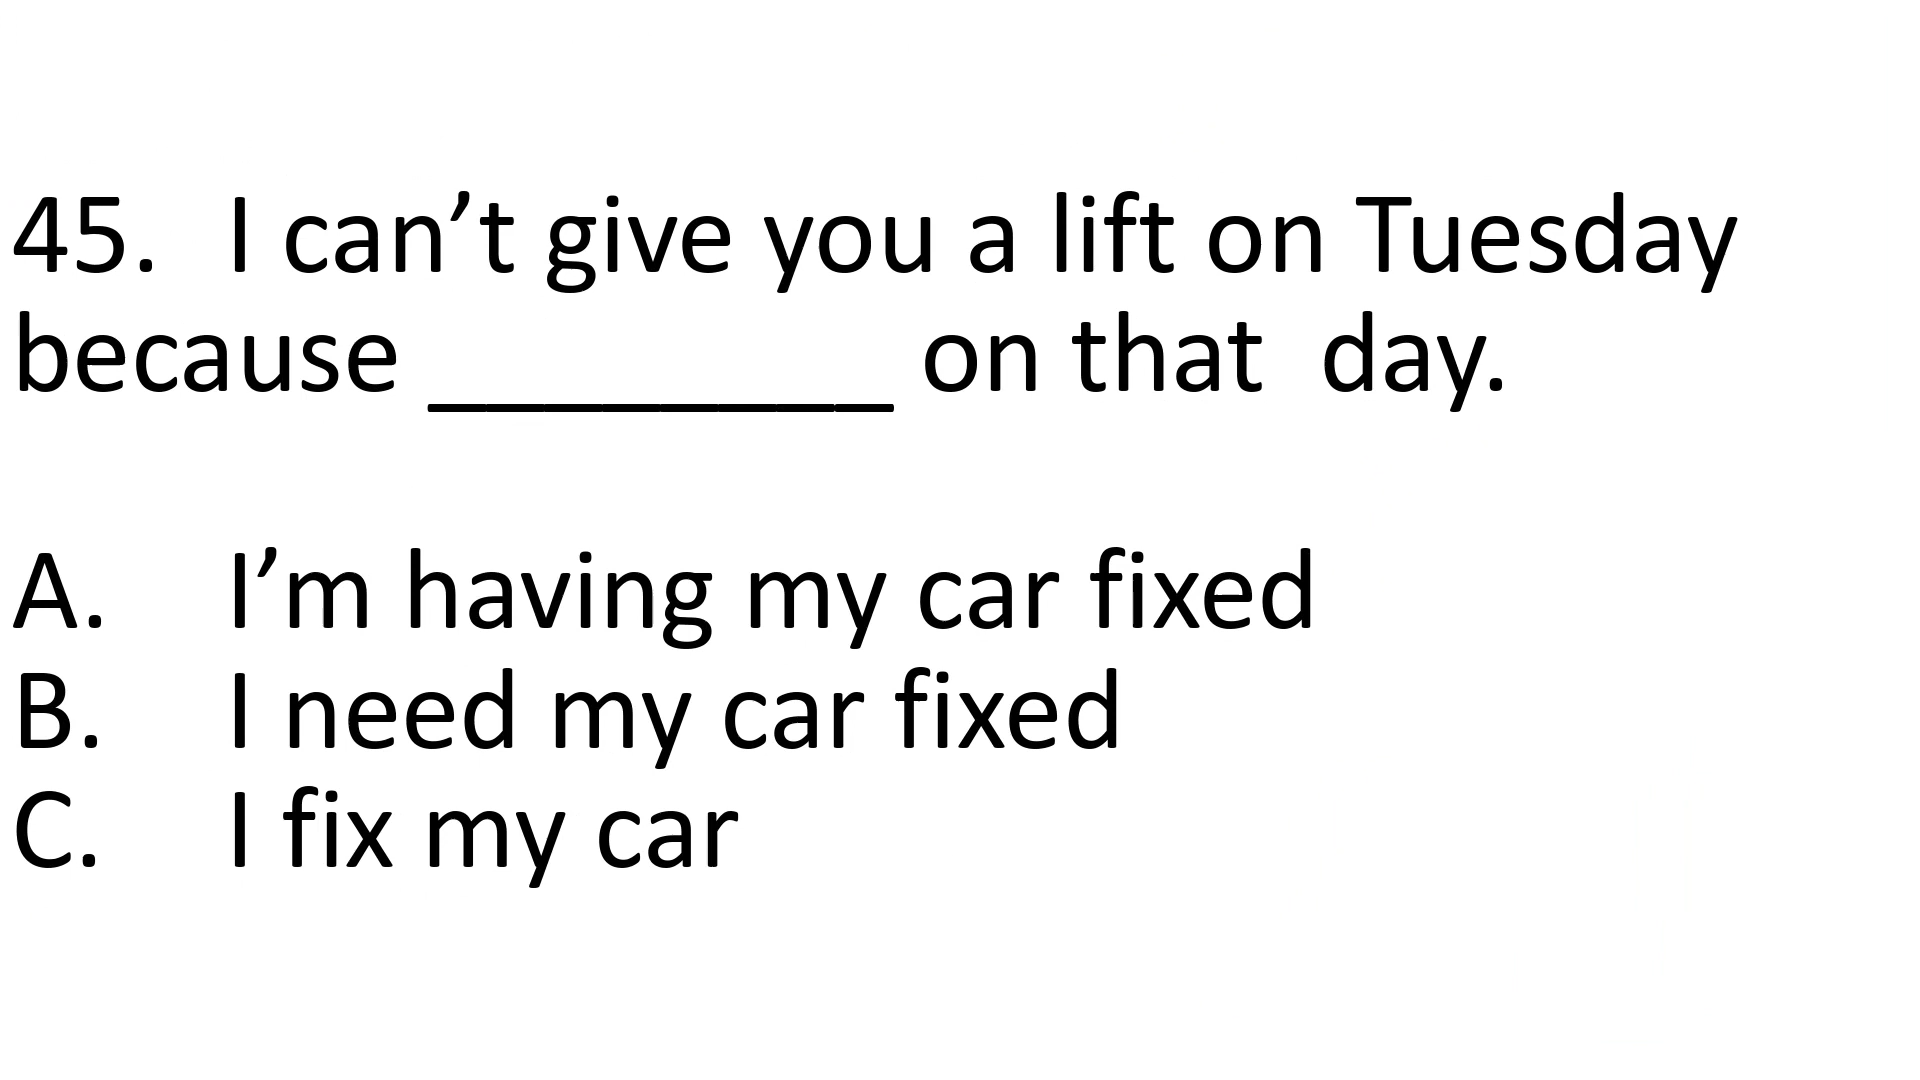 45. I can’t give you a lift on Tuesday
because ________ on that  day.
A. I’m having my car fixed
B. I need my car fixed
C. I fix my car